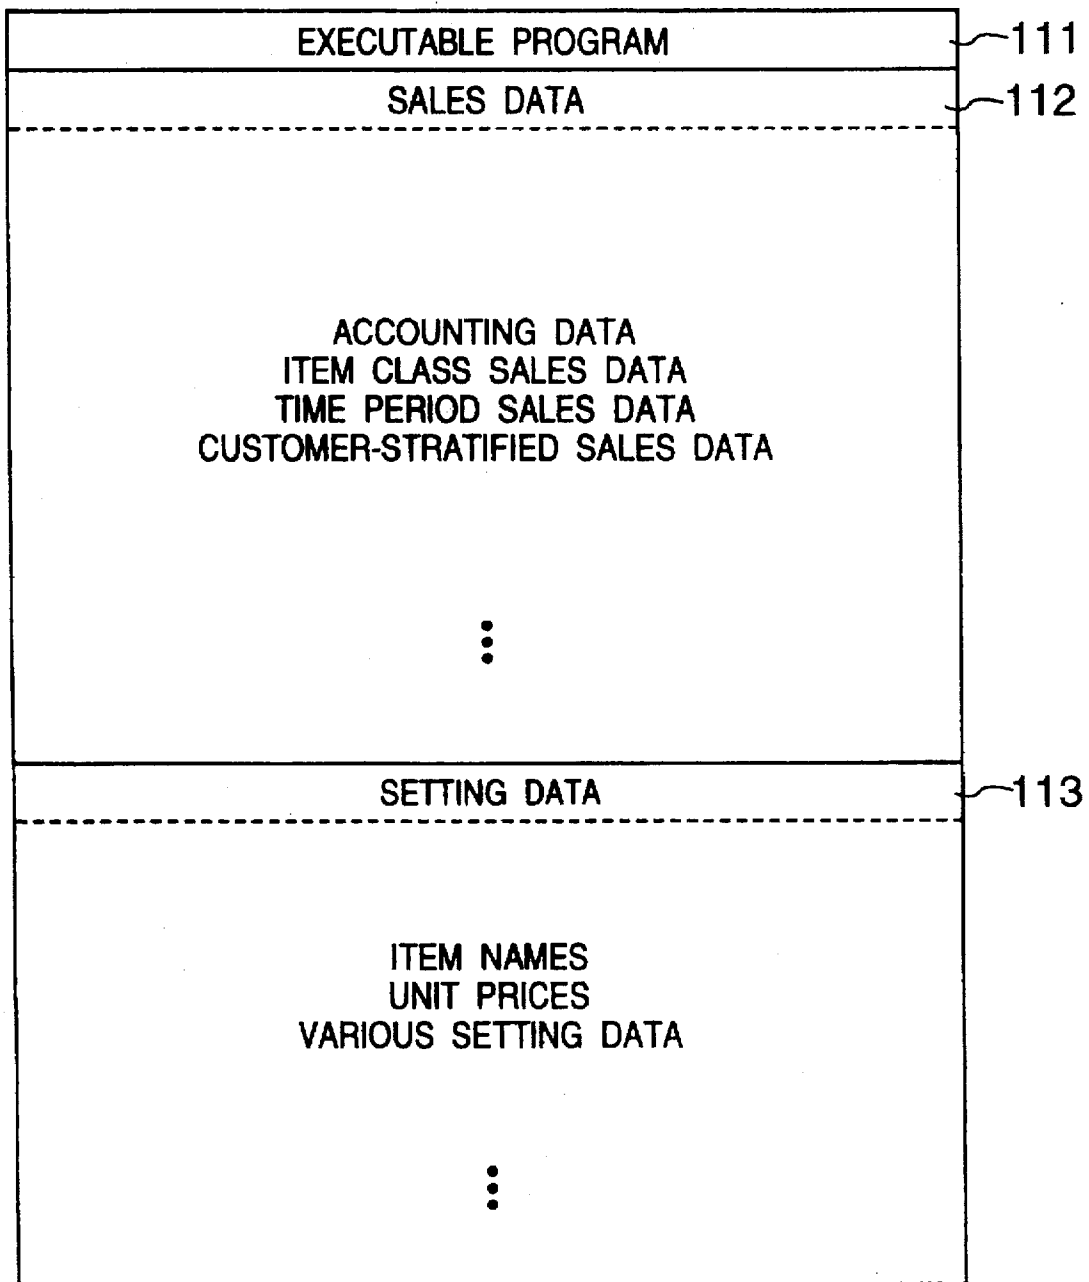 EXECUTABLE PROGRAM 111
SALES DATA 112
ACCOUNTING DATA
ITEM CLASS SALES DATA
TIME PERIOD SALES DATA
CUSTOMER-STRATIFIED SALES DATA
SETTING DATA 113
ITEM NAMES
UNIT PRICES
VARIOUS SETTING DATA